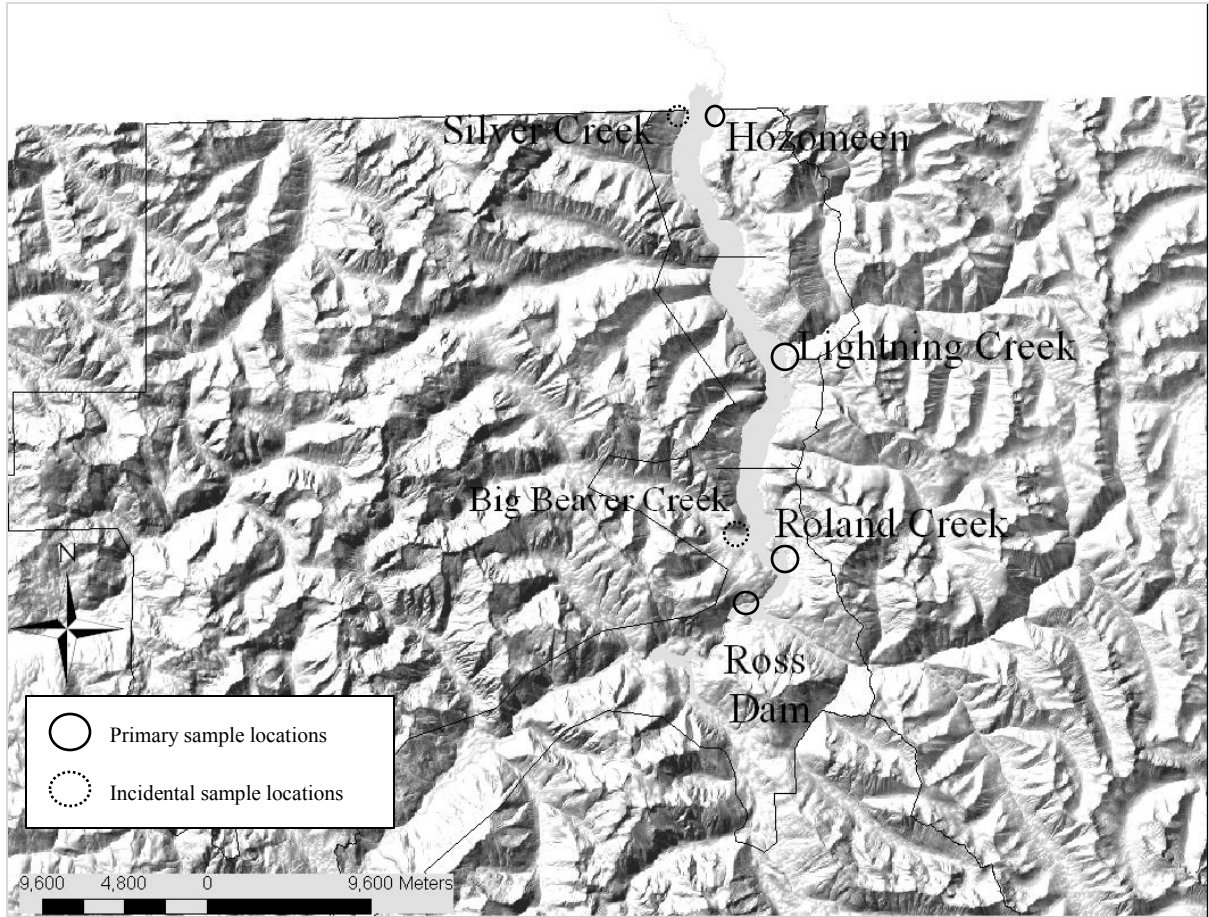 Silver Creek
Hozomeen
Lightning Creek
Big Beaver Creek
Roland Creek
N
Ross
Dam
Primary sample locations
Incidental sample locations
9,600 4,800 0 9,600 Meters